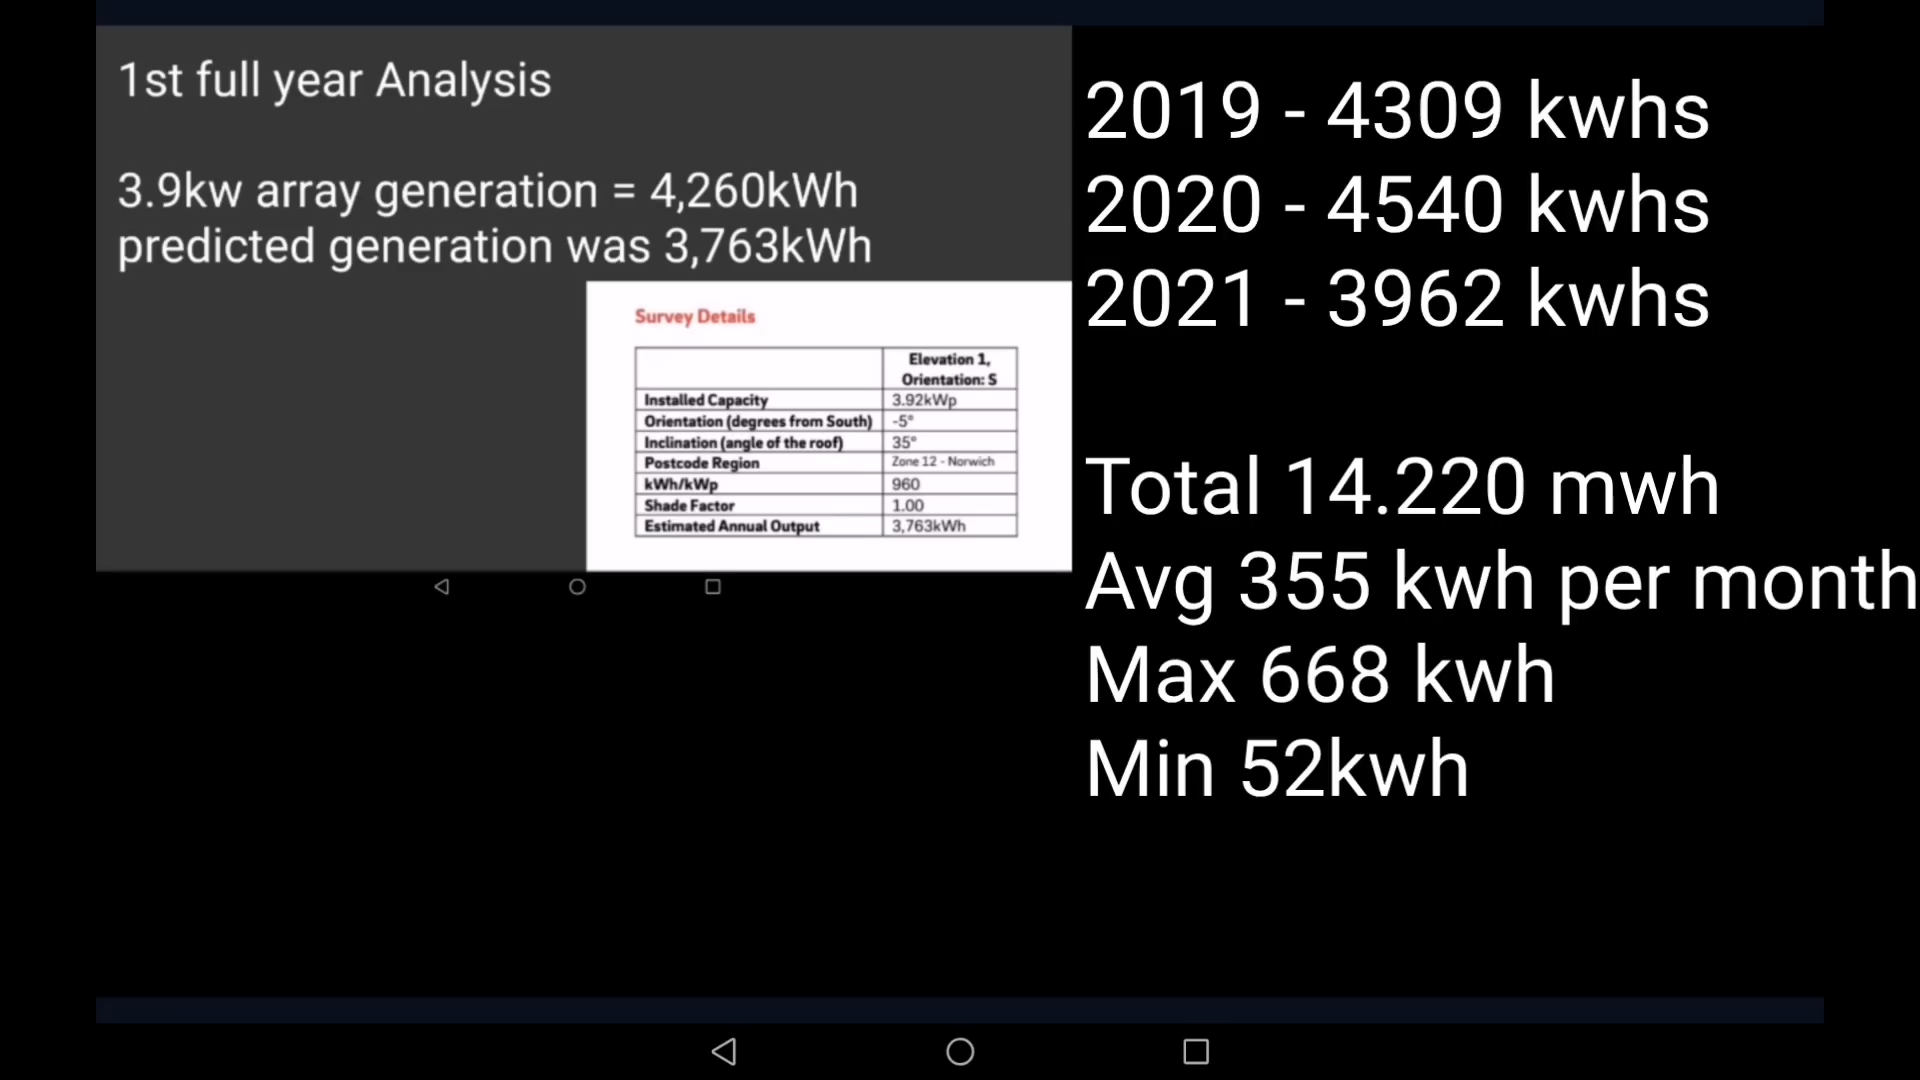 1st full year Analysis
3.9kw array generation = 4,260kWh
predicted generation was 3,763kWh
Survey Details
Elevation 1,
Orientation: S
Installed Capacity 3.92kWp
Orientation (degrees from South) -5°
Inclination (angle of the roof) 35°
Postcode Region Zone 12 - Norwich
kWh/kWp 960
Shade Factor 1.00
Estimated Annual Output 3,763kWh
2019 - 4309 kwhs
2020 - 4540 kwhs
2021 - 3962 kwhs
Total 14.220 mwh
Avg 355 kwh per month
Max 668 kwh
Min 52kwh